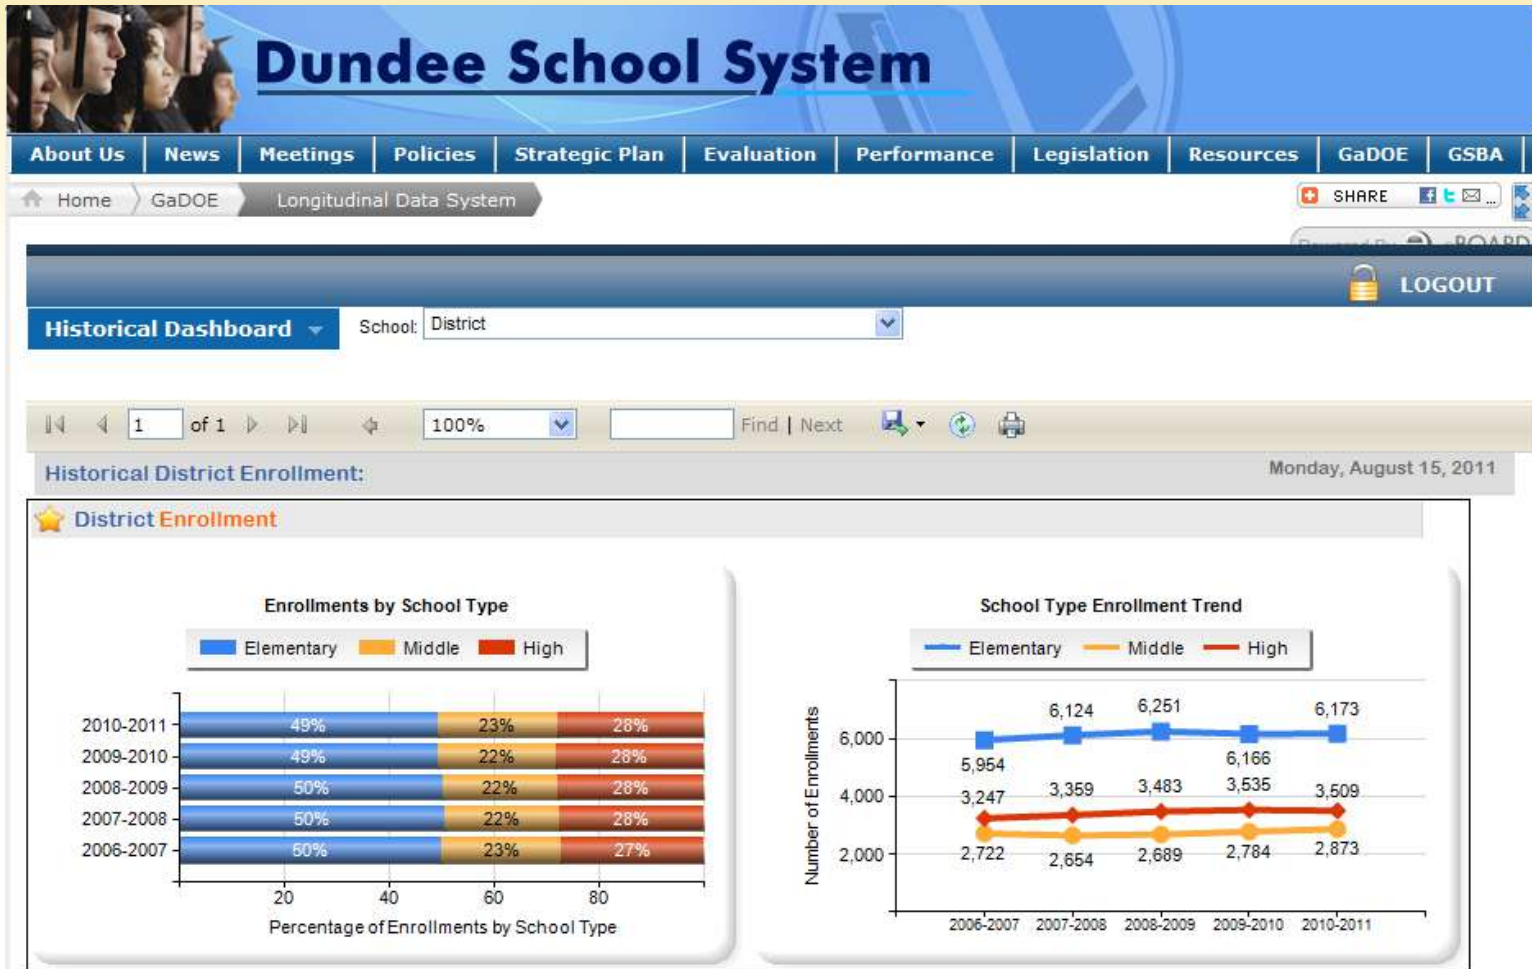 Dundee School System
About Us News Meetings Policies Strategic Plan Evaluation Performance Legislation Resources GaDOE GSBA
Home GaDOE Longitudinal Data System
SHARE ...
LOGOUT
Historical Dashboard School: District
1 of 1 100% Find | Next
Historical District Enrollment:
Monday, August 15, 2011
District Enrollment
Enrollments by School Type
Elementary Middle High
2010-2011 49% 23% 28%
2009-2010 49% 22% 28%
2008-2009 50% 22% 28%
2007-2008 50% 22% 28%
2006-2007 50% 23% 27%
20 40 60 80
Percentage of Enrollments by School Type
School Type Enrollment Trend
Elementary Middle High
Number of Enrollments
6,000
4,000
2,000
5,954 6,124 6,251 6,166 6,173
3,247 3,359 3,483 3,535 3,509
2,722 2,654 2,689 2,784 2,873
2006-2007 2007-2008 2008-2009 2009-2010 2010-2011